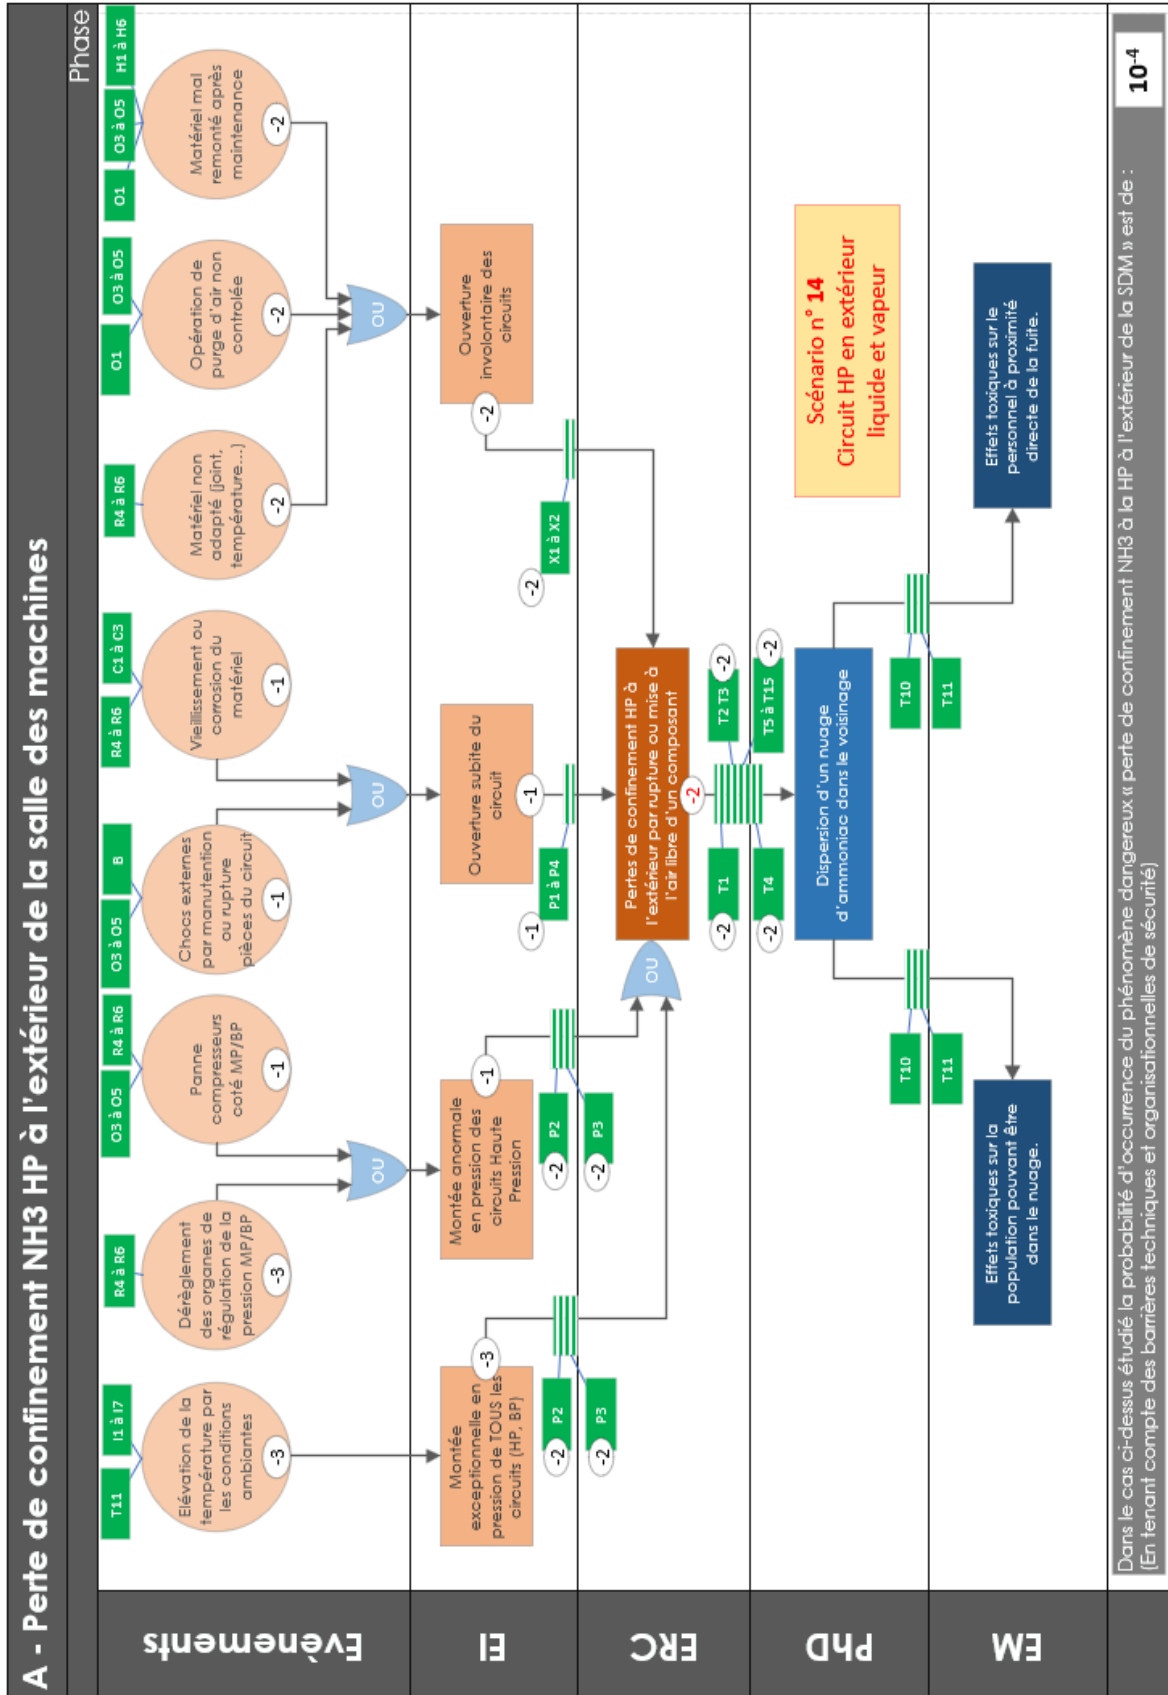 A - Perte de confinement NH3 HP à l'extérieur de la salle des machines
Phase
Evènements
T11
I1 à I7
R4 à R6
O3 à O5
R4 à R6
O3 à O5
B
R4 à R6
C1 à C3
R4 à R6
O1
O3 à O5
O1
O3 à O5
H1 à H6
Elévation de la
température par
les conditions
ambiantes
-3
Dérèglement
des organes de
régulation de la
pression MP/BP
-3
Panne
compresseurs
coté MP/BP
-1
Chocs externes
par manutention
ou rupture
pièces du circuit
-1
Vieillissement ou
corrosion du
matériel
-1
Matériel non
adapté (joint,
température...)
-2
Opération de
purge d'air non
controlée
-2
Matériel mal
remonté après
maintenance
-2
OU
OU
OU
EI
Montée
exceptionnelle en
pression de TOUS les
circuits (HP, BP)
-3
Montée anormale
en pression des
circuits Haute
Pression
-1
Ouverture subite du
circuit
-1
Ouverture
involontaire des
circuits
-2
-2
P2
-2
P2
-1
P1 à P4
-2
X1 à X2
ERC
-2
P3
-2
P3
OU
Pertes de confinement HP à
l'extérieur par rupture ou mise à
l'air libre d'un composant
-2
-2
T1
T2 T3
-2
PhD
-2
T4
T5 à T15
-2
Dispersion d'un nuage
d'ammoniac dans le voisinage
Scénario n° 14
Circuit HP en extérieur
liquide et vapeur
T10
T10
EM
T11
T11
Effets toxiques sur la
population pouvant être
dans le nuage.
Effets toxiques sur le
personnel à proximité
directe de la fuite.
Dans le cas ci-dessus étudié la probabilité d'occurrence du phénomène dangereux « perte de confinement NH3 à la HP à l'extérieur de la SDM » est de :
(En tenant compte des barrières techniques et organisationnelles de sécurité)
10-4